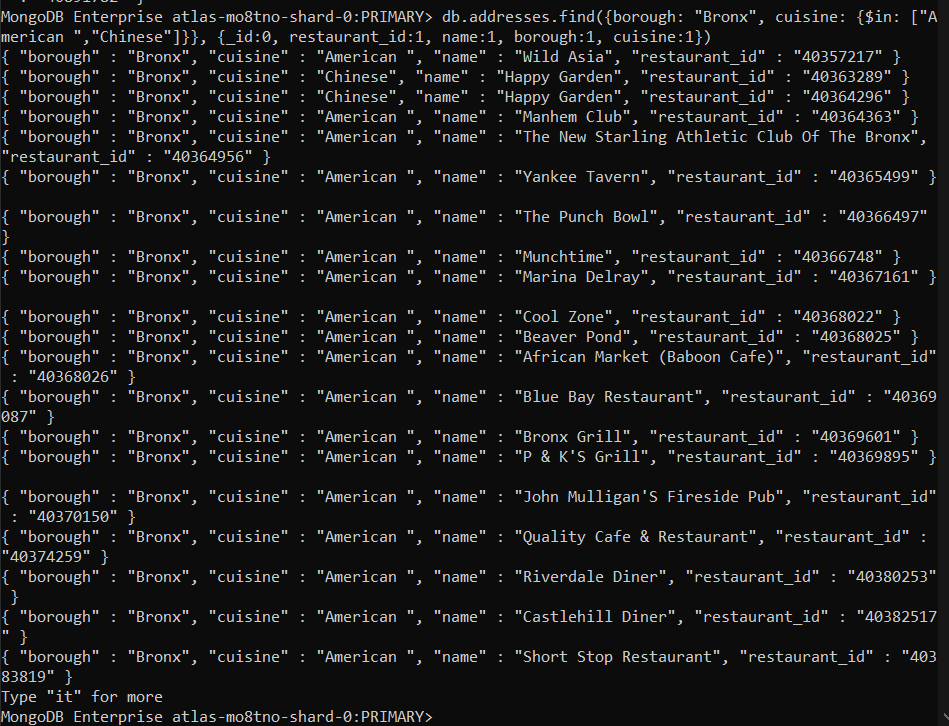 MongoDB Enterprise atlas-mo8tno-shard-0:PRIMARY> db.addresses.find({borough: "Bronx", cuisine: {$in: ["A
merican ","Chinese"]}}, {_id:0, restaurant_id:1, name:1, borough:1, cuisine:1})
{ "borough" : "Bronx", "cuisine" : "American ", "name" : "Wild Asia", "restaurant_id" : "40357217" }
{ "borough" : "Bronx", "cuisine" : "Chinese", "name" : "Happy Garden", "restaurant_id" : "40363289" }
{ "borough" : "Bronx", "cuisine" : "Chinese", "name" : "Happy Garden", "restaurant_id" : "40364296" }
{ "borough" : "Bronx", "cuisine" : "American ", "name" : "Manhem Club", "restaurant_id" : "40364363" }
{ "borough" : "Bronx", "cuisine" : "American ", "name" : "The New Starling Athletic Club Of The Bronx",
"restaurant_id" : "40364956" }
{ "borough" : "Bronx", "cuisine" : "American ", "name" : "Yankee Tavern", "restaurant_id" : "40365499" }
{ "borough" : "Bronx", "cuisine" : "American ", "name" : "The Punch Bowl", "restaurant_id" : "40366497"
}
{ "borough" : "Bronx", "cuisine" : "American ", "name" : "Munchtime", "restaurant_id" : "40366748" }
{ "borough" : "Bronx", "cuisine" : "American ", "name" : "Marina Delray", "restaurant_id" : "40367161" }
{ "borough" : "Bronx", "cuisine" : "American ", "name" : "Cool Zone", "restaurant_id" : "40368022" }
{ "borough" : "Bronx", "cuisine" : "American ", "name" : "Beaver Pond", "restaurant_id" : "40368025" }
{ "borough" : "Bronx", "cuisine" : "American ", "name" : "African Market (Baboon Cafe)", "restaurant_id"
 : "40368026" }
{ "borough" : "Bronx", "cuisine" : "American ", "name" : "Blue Bay Restaurant", "restaurant_id" : "40369
087" }
{ "borough" : "Bronx", "cuisine" : "American ", "name" : "Bronx Grill", "restaurant_id" : "40369601" }
{ "borough" : "Bronx", "cuisine" : "American ", "name" : "P & K'S Grill", "restaurant_id" : "40369895" }
{ "borough" : "Bronx", "cuisine" : "American ", "name" : "John Mulligan'S Fireside Pub", "restaurant_id"
 : "40370150" }
{ "borough" : "Bronx", "cuisine" : "American ", "name" : "Quality Cafe & Restaurant", "restaurant_id" :
"40374259" }
{ "borough" : "Bronx", "cuisine" : "American ", "name" : "Riverdale Diner", "restaurant_id" : "40380253"
 }
{ "borough" : "Bronx", "cuisine" : "American ", "name" : "Castlehill Diner", "restaurant_id" : "40382517
" }
{ "borough" : "Bronx", "cuisine" : "American ", "name" : "Short Stop Restaurant", "restaurant_id" : "403
83819" }
Type "it" for more
MongoDB Enterprise atlas-mo8tno-shard-0:PRIMARY>